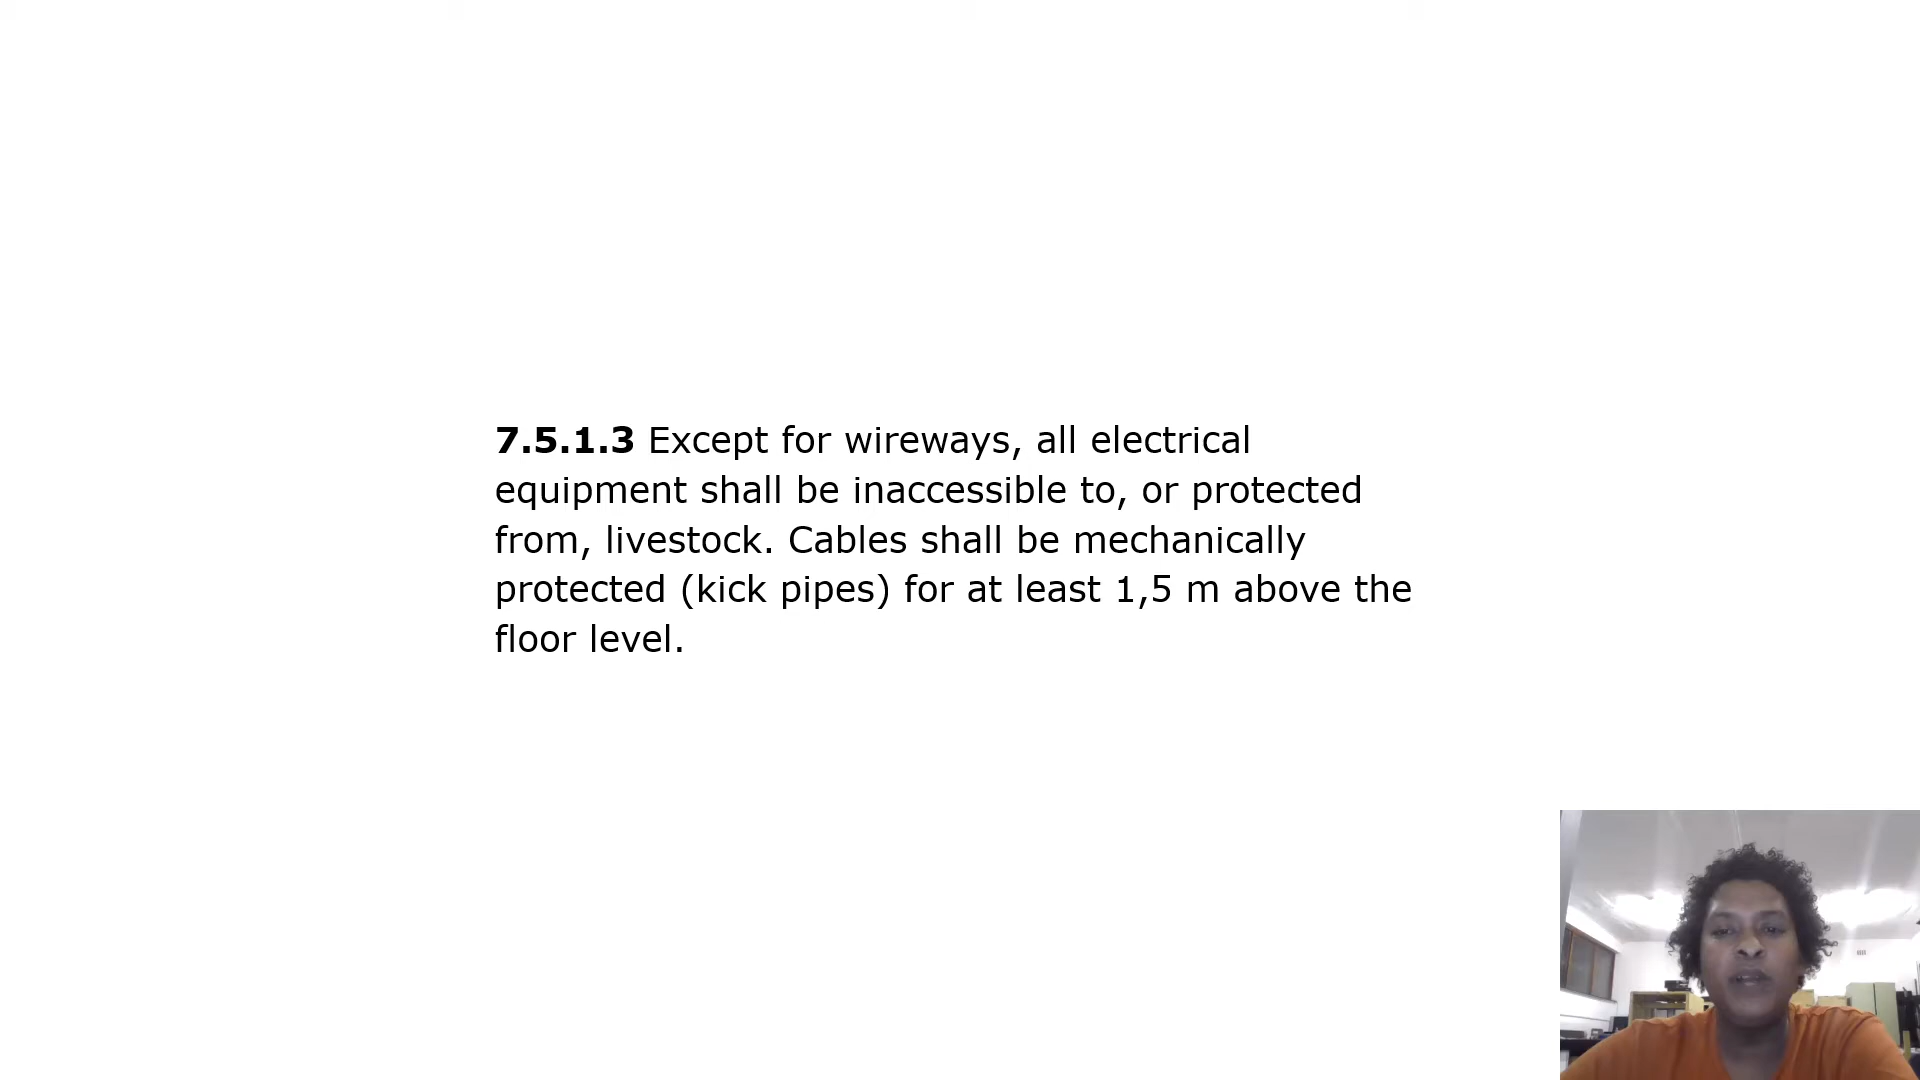 7.5.1.3 Except for wireways, all electrical
equipment shall be inaccessible to, or protected
from, livestock. Cables shall be mechanically
protected (kick pipes) for at least 1,5 m above the
floor level.